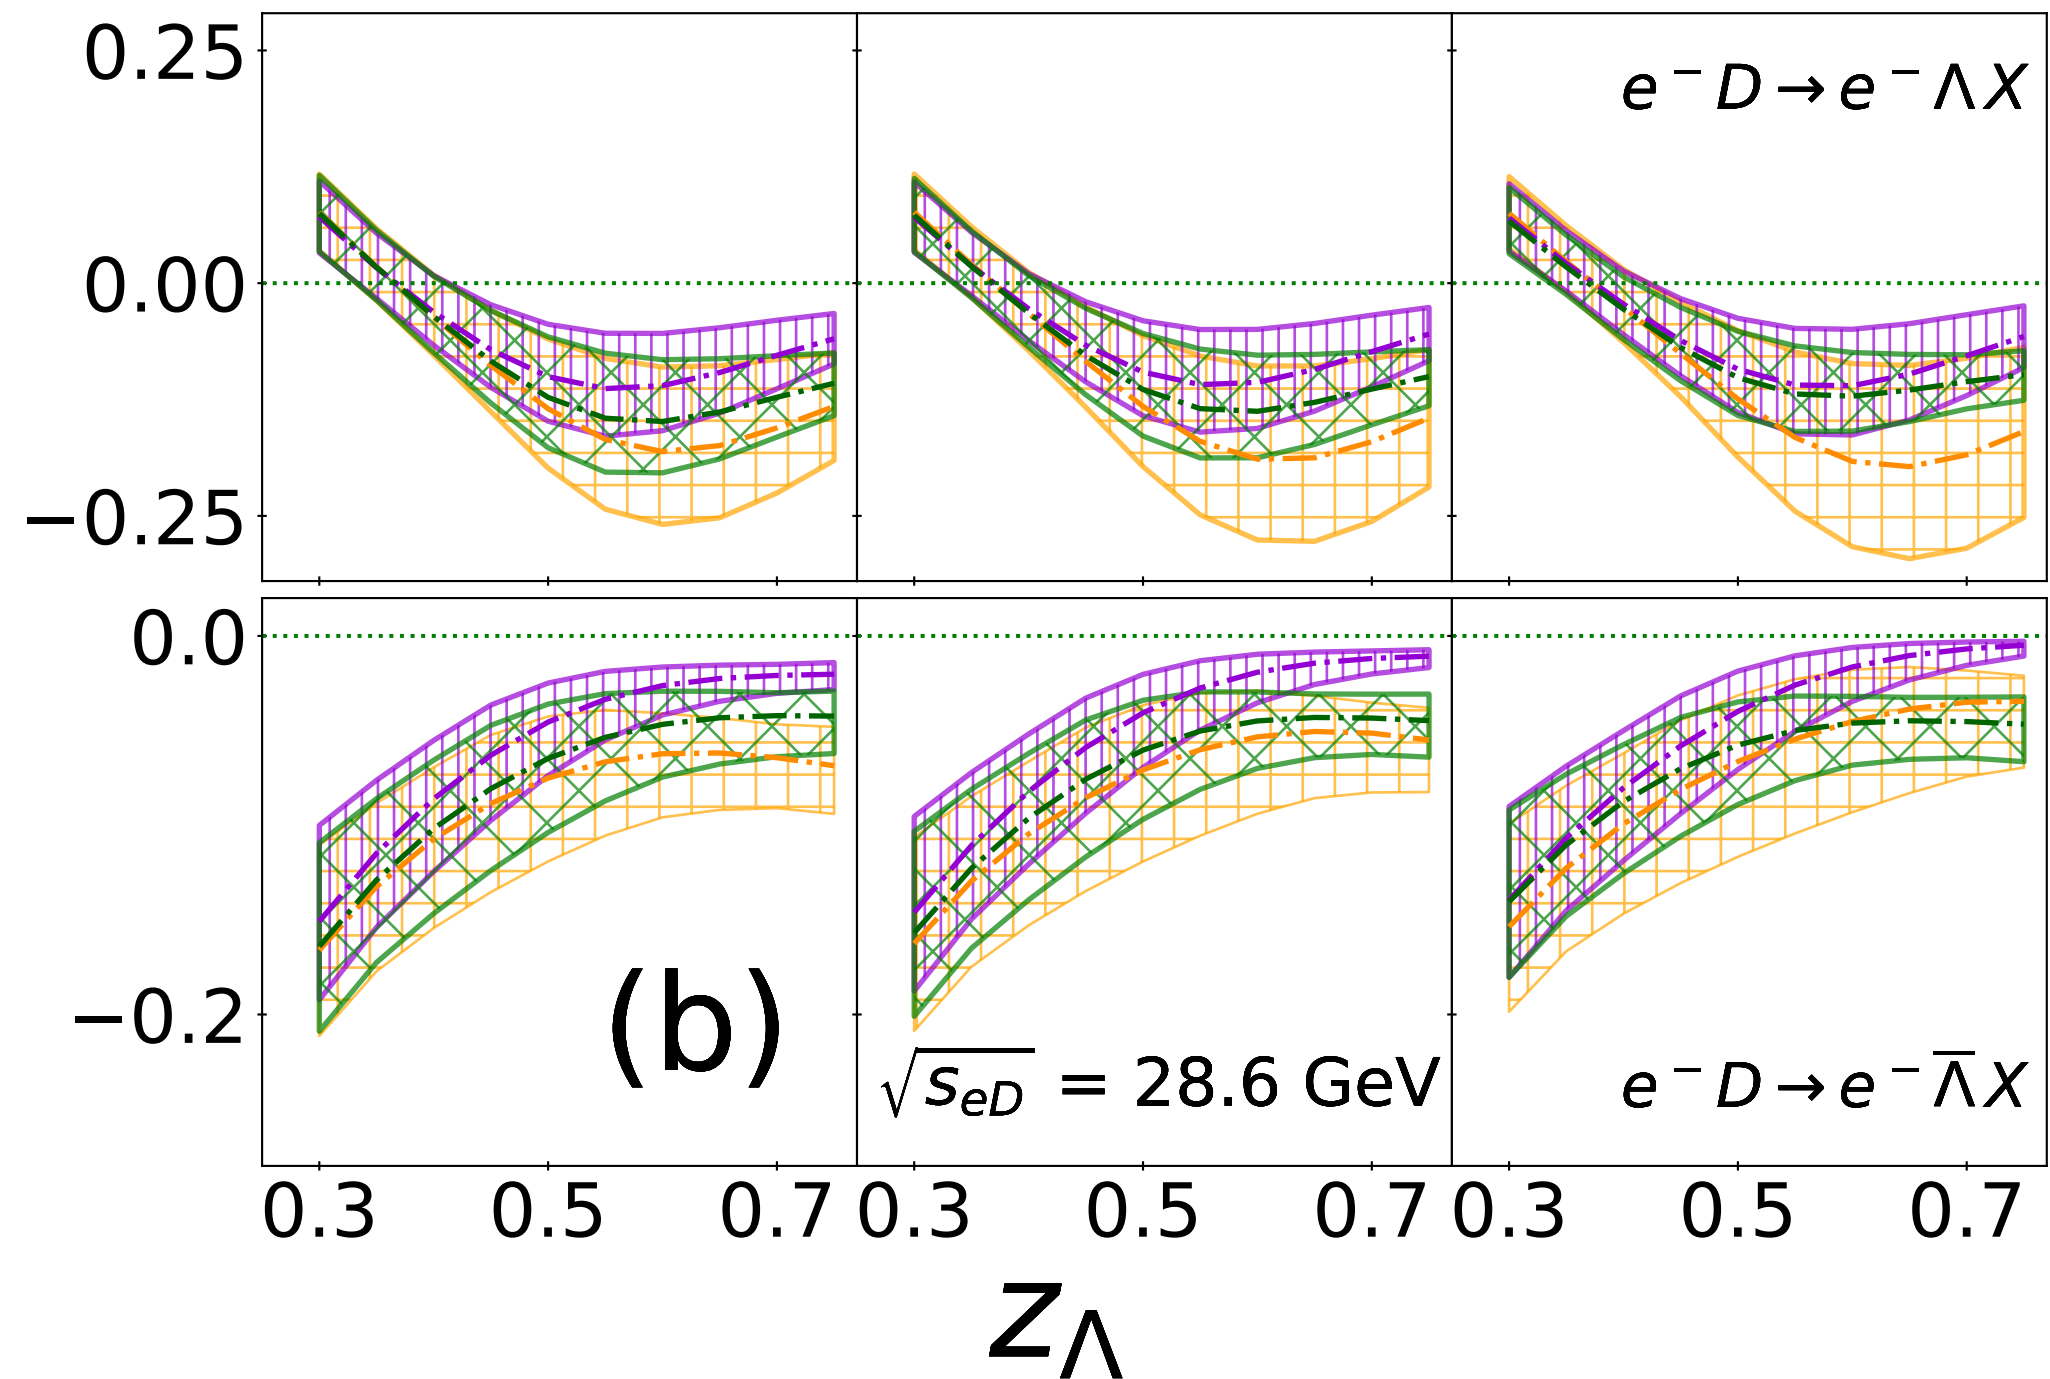 0.25
e⁻D→e⁻ΛX
0.00
−0.25
0.0
−0.2
(b)
√s_eD = 28.6 GeV
e⁻D→e⁻Λ̅X
0.3 0.5 0.7 0.3 0.5 0.7 0.3 0.5 0.7
z_Λ